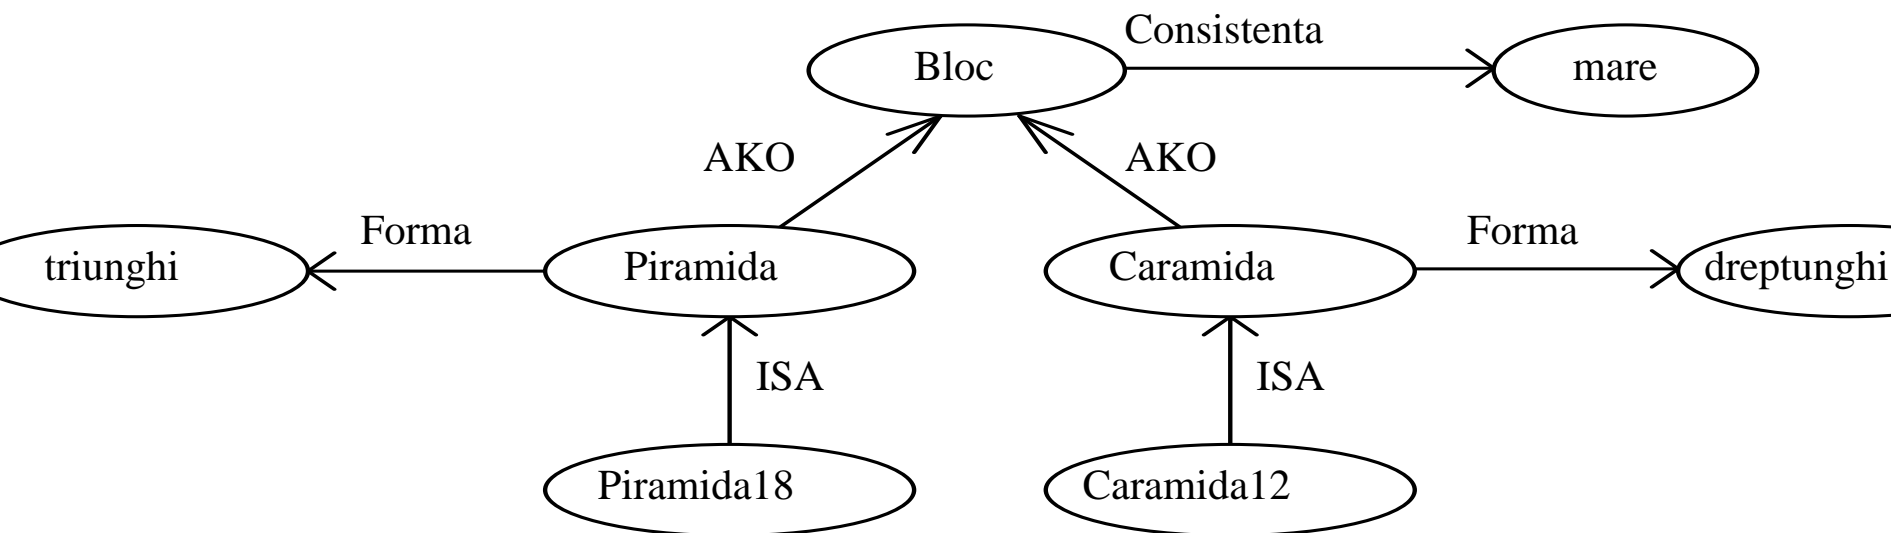 Consistenta
Bloc
mare
AKO
AKO
Forma
Forma
triunghi
Piramida
Caramida
dreptunghi
ISA
ISA
Piramida18
Caramida12